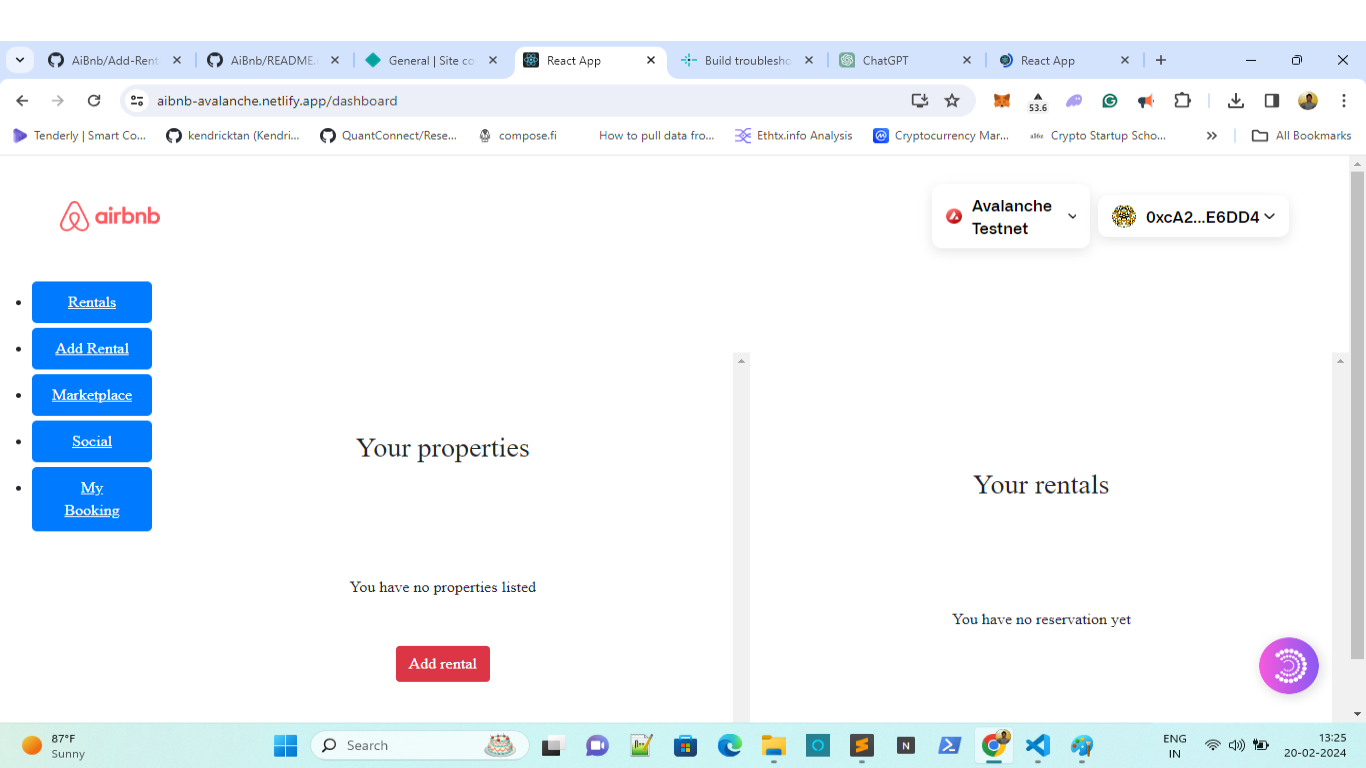 AiBnb/Add-Rent
AiBnb/README.
General | Site co
React App
Build troublesho
ChatGPT
React App
aibnb-avalanche.netlify.app/dashboard
53.6
Tenderly | Smart Co...
kendricktan (Kendri...
QuantConnect/Rese...
compose.fi
How to pull data fro...
Ethtx.info Analysis
Cryptocurrency Mar...
a16z
Crypto Startup Scho...
All Bookmarks
airbnb
Avalanche
Testnet
0xcA2...E6DD4
Rentals
Add Rental
Marketplace
Social
My
Booking
Your properties
You have no properties listed
Add rental
Your rentals
You have no reservation yet
87°F
Sunny
Search
ENG
IN
13:25
20-02-2024